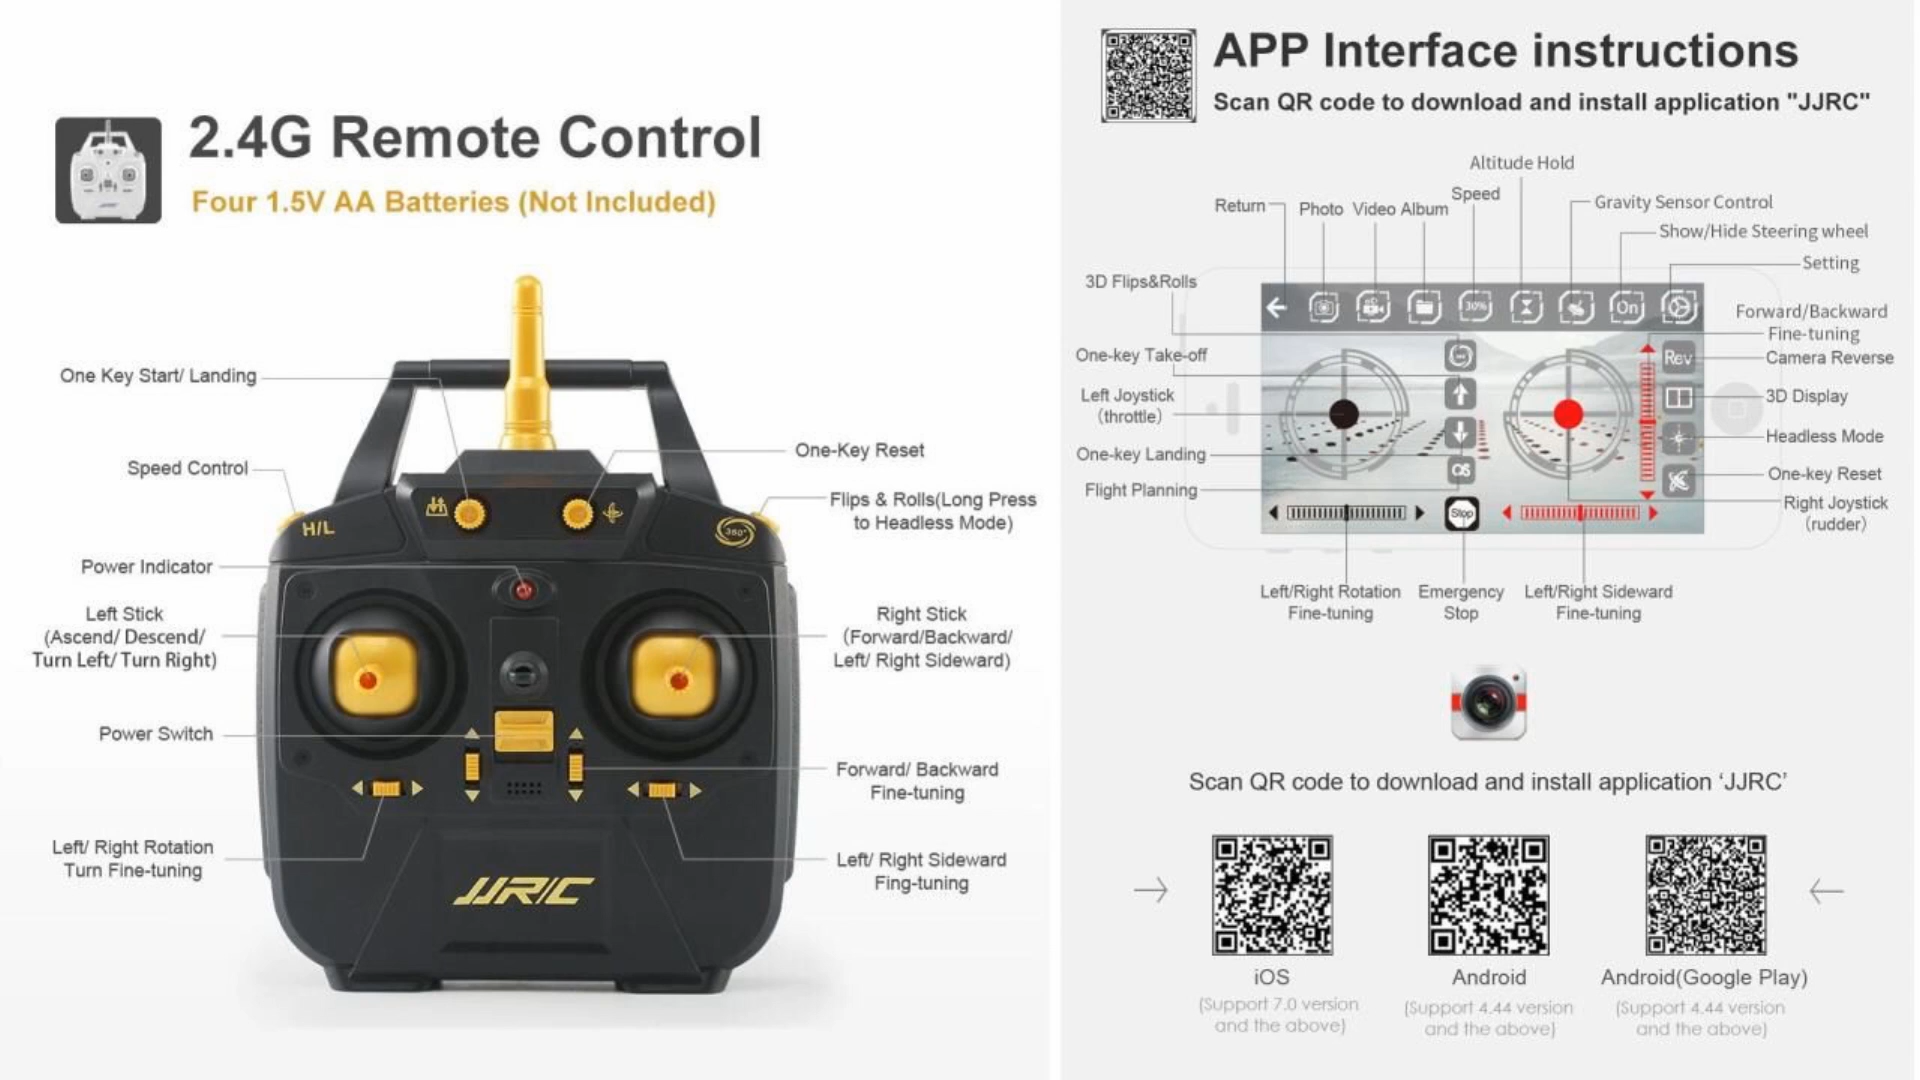 2.4G Remote Control
Four 1.5V AA Batteries (Not Included)
One Key Start/ Landing
Speed Control
Power Indicator
Left Stick
(Ascend/ Descend/
Turn Left/ Turn Right)
Power Switch
Left/ Right Rotation
Turn Fine-tuning
One-Key Reset
Flips & Rolls(Long Press
to Headless Mode)
Right Stick
(Forward/Backward/
Left/ Right Sideward)
Forward/ Backward
Fine-tuning
Left/ Right Sideward
Fing-tuning
H/L
360°
JJR/C
APP Interface instructions
Scan QR code to download and install application "JJRC"
Altitude Hold
Speed
Return
Photo
Video
Album
Gravity Sensor Control
Show/Hide Steering wheel
Setting
3D Flips&Rolls
One-key Take-off
Left Joystick
(throttle)
One-key Landing
Flight Planning
30%
On
Rev
Stop
Forward/Backward
Fine-tuning
Camera Reverse
3D Display
Headless Mode
One-key Reset
Right Joystick
(rudder)
Left/Right Rotation
Fine-tuning
Emergency
Stop
Left/Right Sideward
Fine-tuning
Scan QR code to download and install application ‘JJRC’
iOS
(Support 7.0 version
and the above)
Android
(Support 4.44 version
and the above)
Android(Google Play)
(Support 4.44 version
and the above)